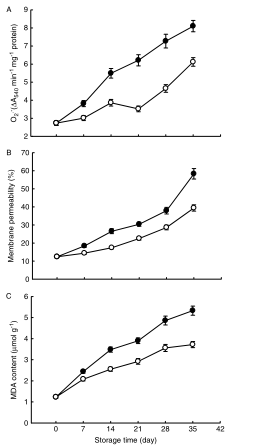 A
9
8
7
6
5
4
3
2
O₂⁻(ΔA₅₄₀ min⁻¹ mg⁻¹ protein)
B
70
60
50
40
30
20
10
0
Membrane permeability (%)
C
6
5
4
3
2
1
0
MDA content (μmol g⁻¹)
0 7 14 21 28 35 42
Storage time (day)